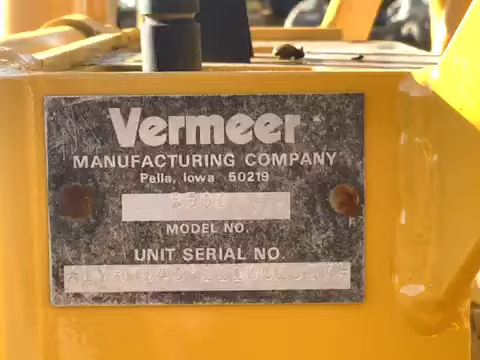 Vermeer
MANUFACTURING COMPANY
Pella, Iowa 50219
MODEL NO.
UNIT SERIAL NO.